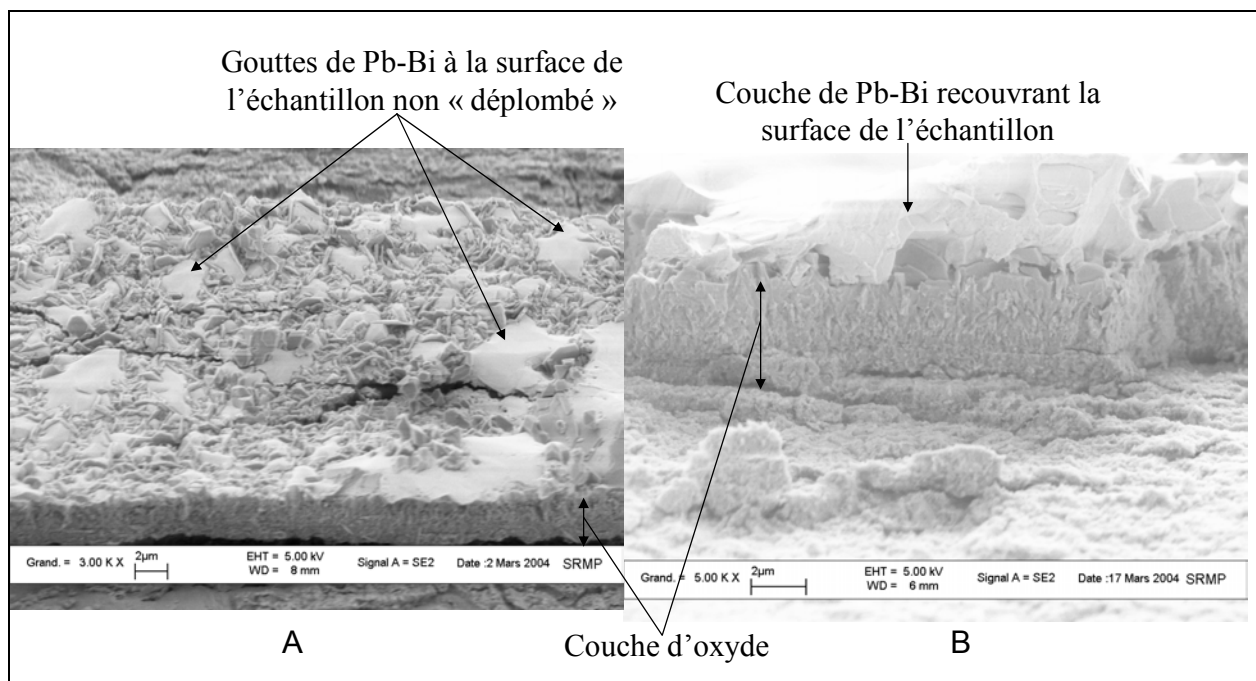 Gouttes de Pb-Bi à la surface de
l’échantillon non « déplombé »
Couche de Pb-Bi recouvrant la
surface de l’échantillon
Grand. = 3.00 K X 2µm EHT = 5.00 kV WD = 8 mm Signal A = SE2 Date :2 Mars 2004 SRMP
Grand. = 5.00 K X 2µm EHT = 5.00 kV WD = 6 mm Signal A = SE2 Date :17 Mars 2004 SRMP
A
Couche d’oxyde
B